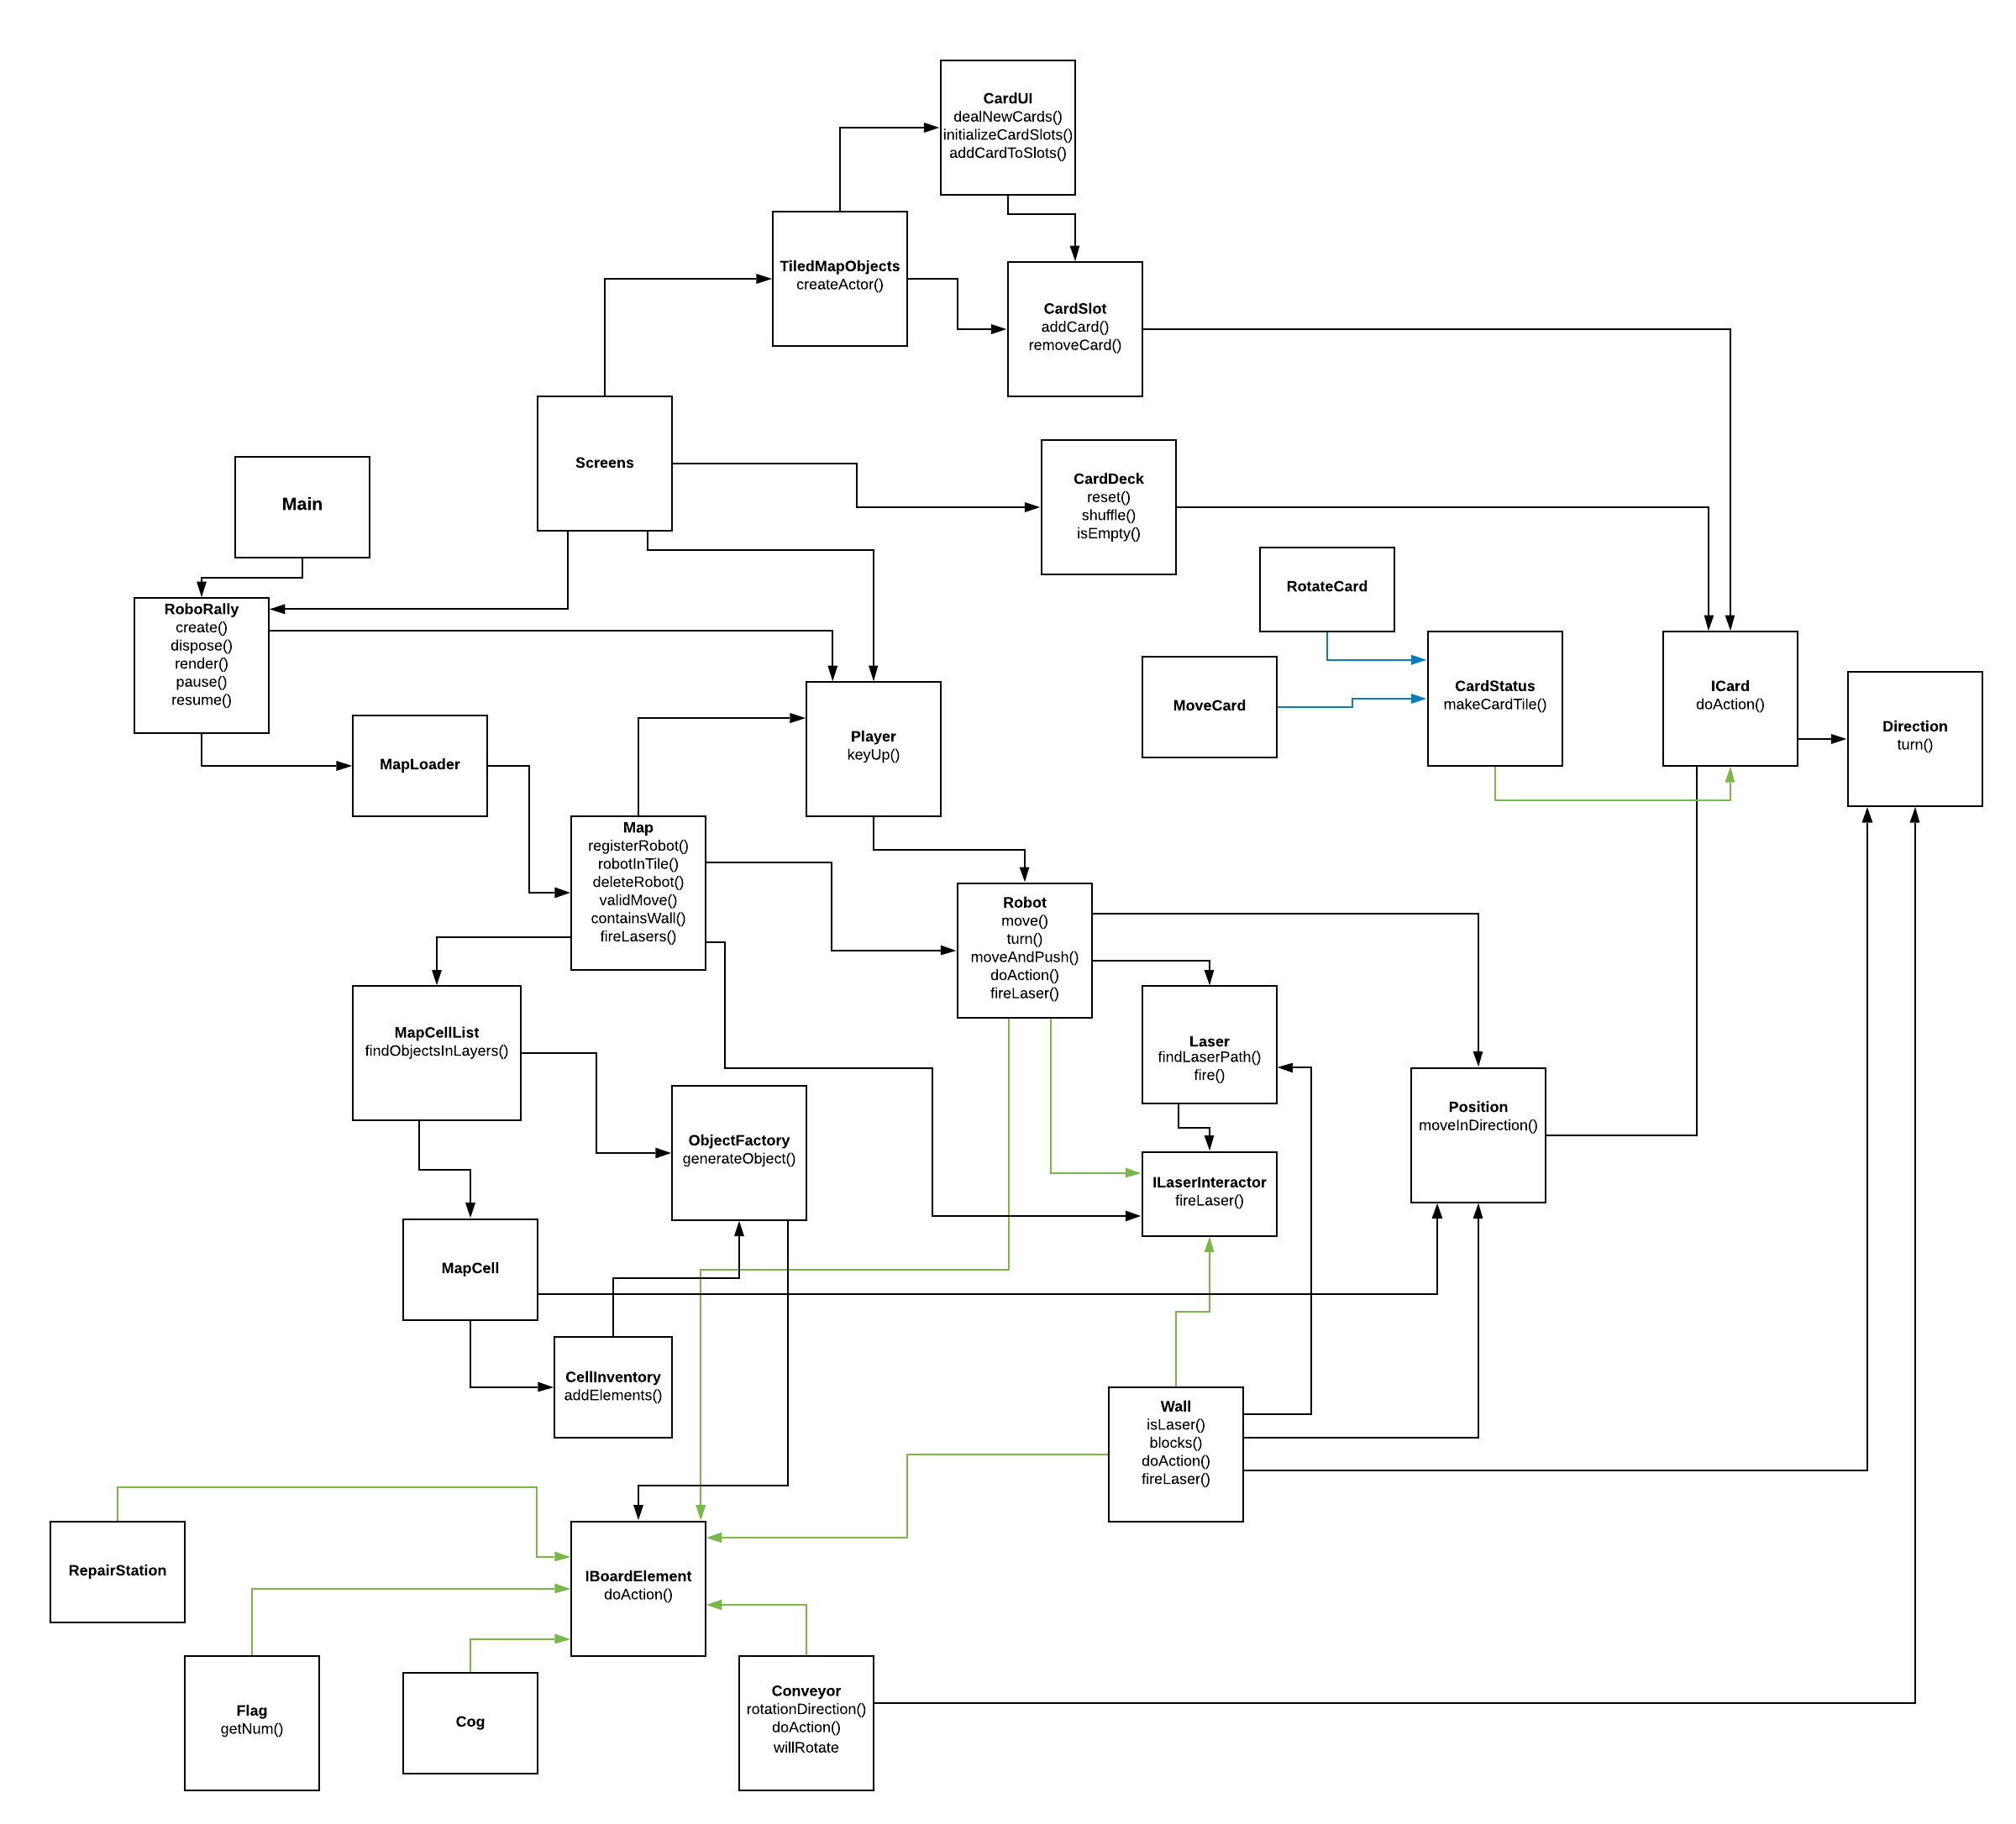 CardUI
dealNewCards()
initializeCardSlots()
addCardToSlots()
TiledMapObjects
createActor()
CardSlot
addCard()
removeCard()
Screens
CardDeck
reset()
shuffle()
isEmpty()
Main
RotateCard
RoboRally
create()
dispose()
render()
pause()
resume()
MoveCard
CardStatus
makeCardTile()
ICard
doAction()
Direction
turn()
Player
keyUp()
MapLoader
Map
registerRobot()
robotInTile()
deleteRobot()
validMove()
containsWall()
fireLasers()
Robot
move()
turn()
moveAndPush()
doAction()
fireLaser()
MapCellList
findObjectsInLayers()
Laser
findLaserPath()
fire()
Position
moveInDirection()
ObjectFactory
generateObject()
ILaserInteractor
fireLaser()
MapCell
CellInventory
addElements()
Wall
isLaser()
blocks()
doAction()
fireLaser()
RepairStation
IBoardElement
doAction()
Flag
getNum()
Cog
Conveyor
rotationDirection()
doAction()
willRotate